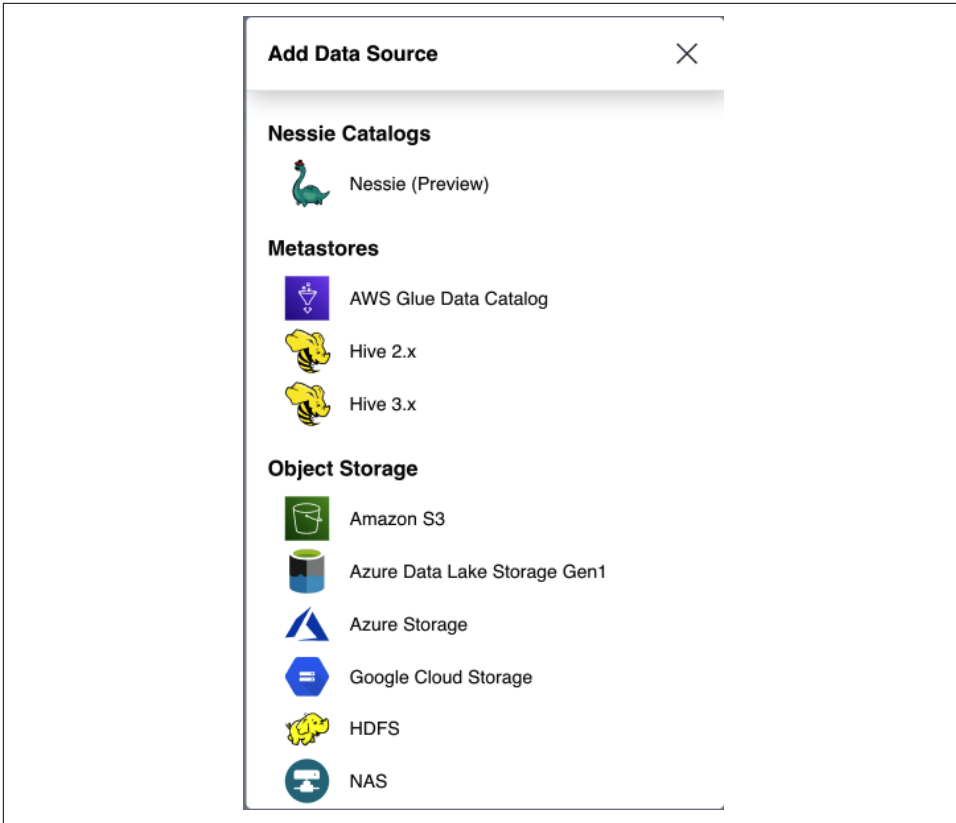 Add Data Source
Nessie Catalogs
Nessie (Preview)
Metastores
AWS Glue Data Catalog
Hive 2.x
Hive 3.x
Object Storage
Amazon S3
Azure Data Lake Storage Gen1
Azure Storage
Google Cloud Storage
HDFS
NAS